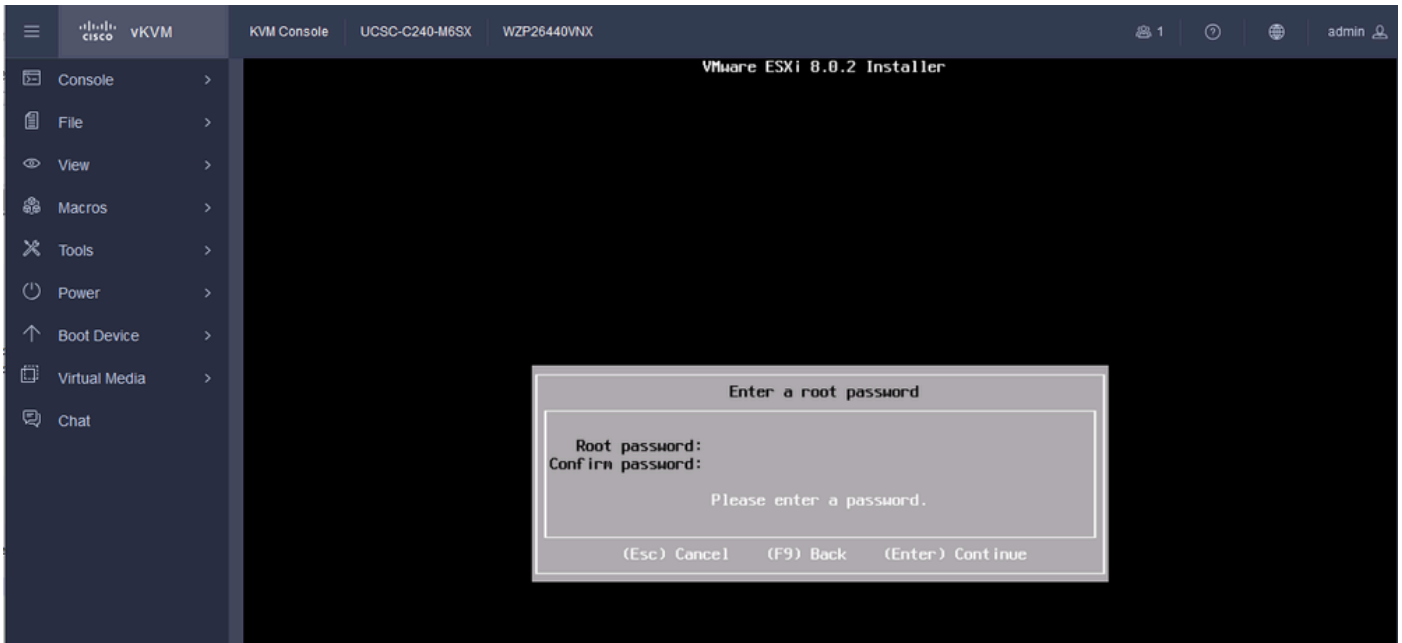 cisco vKVM KVM Console UCSC-C240-M6SX WZP26440VNX 1 ? admin
VMware ESXi 8.0.2 Installer
Console >
File >
View >
Macros >
Tools >
Power >
Boot Device >
Virtual Media >
Chat
Enter a root password
Root password:
Confirm password:
Please enter a password.
(Esc) Cancel (F9) Back (Enter) Continue